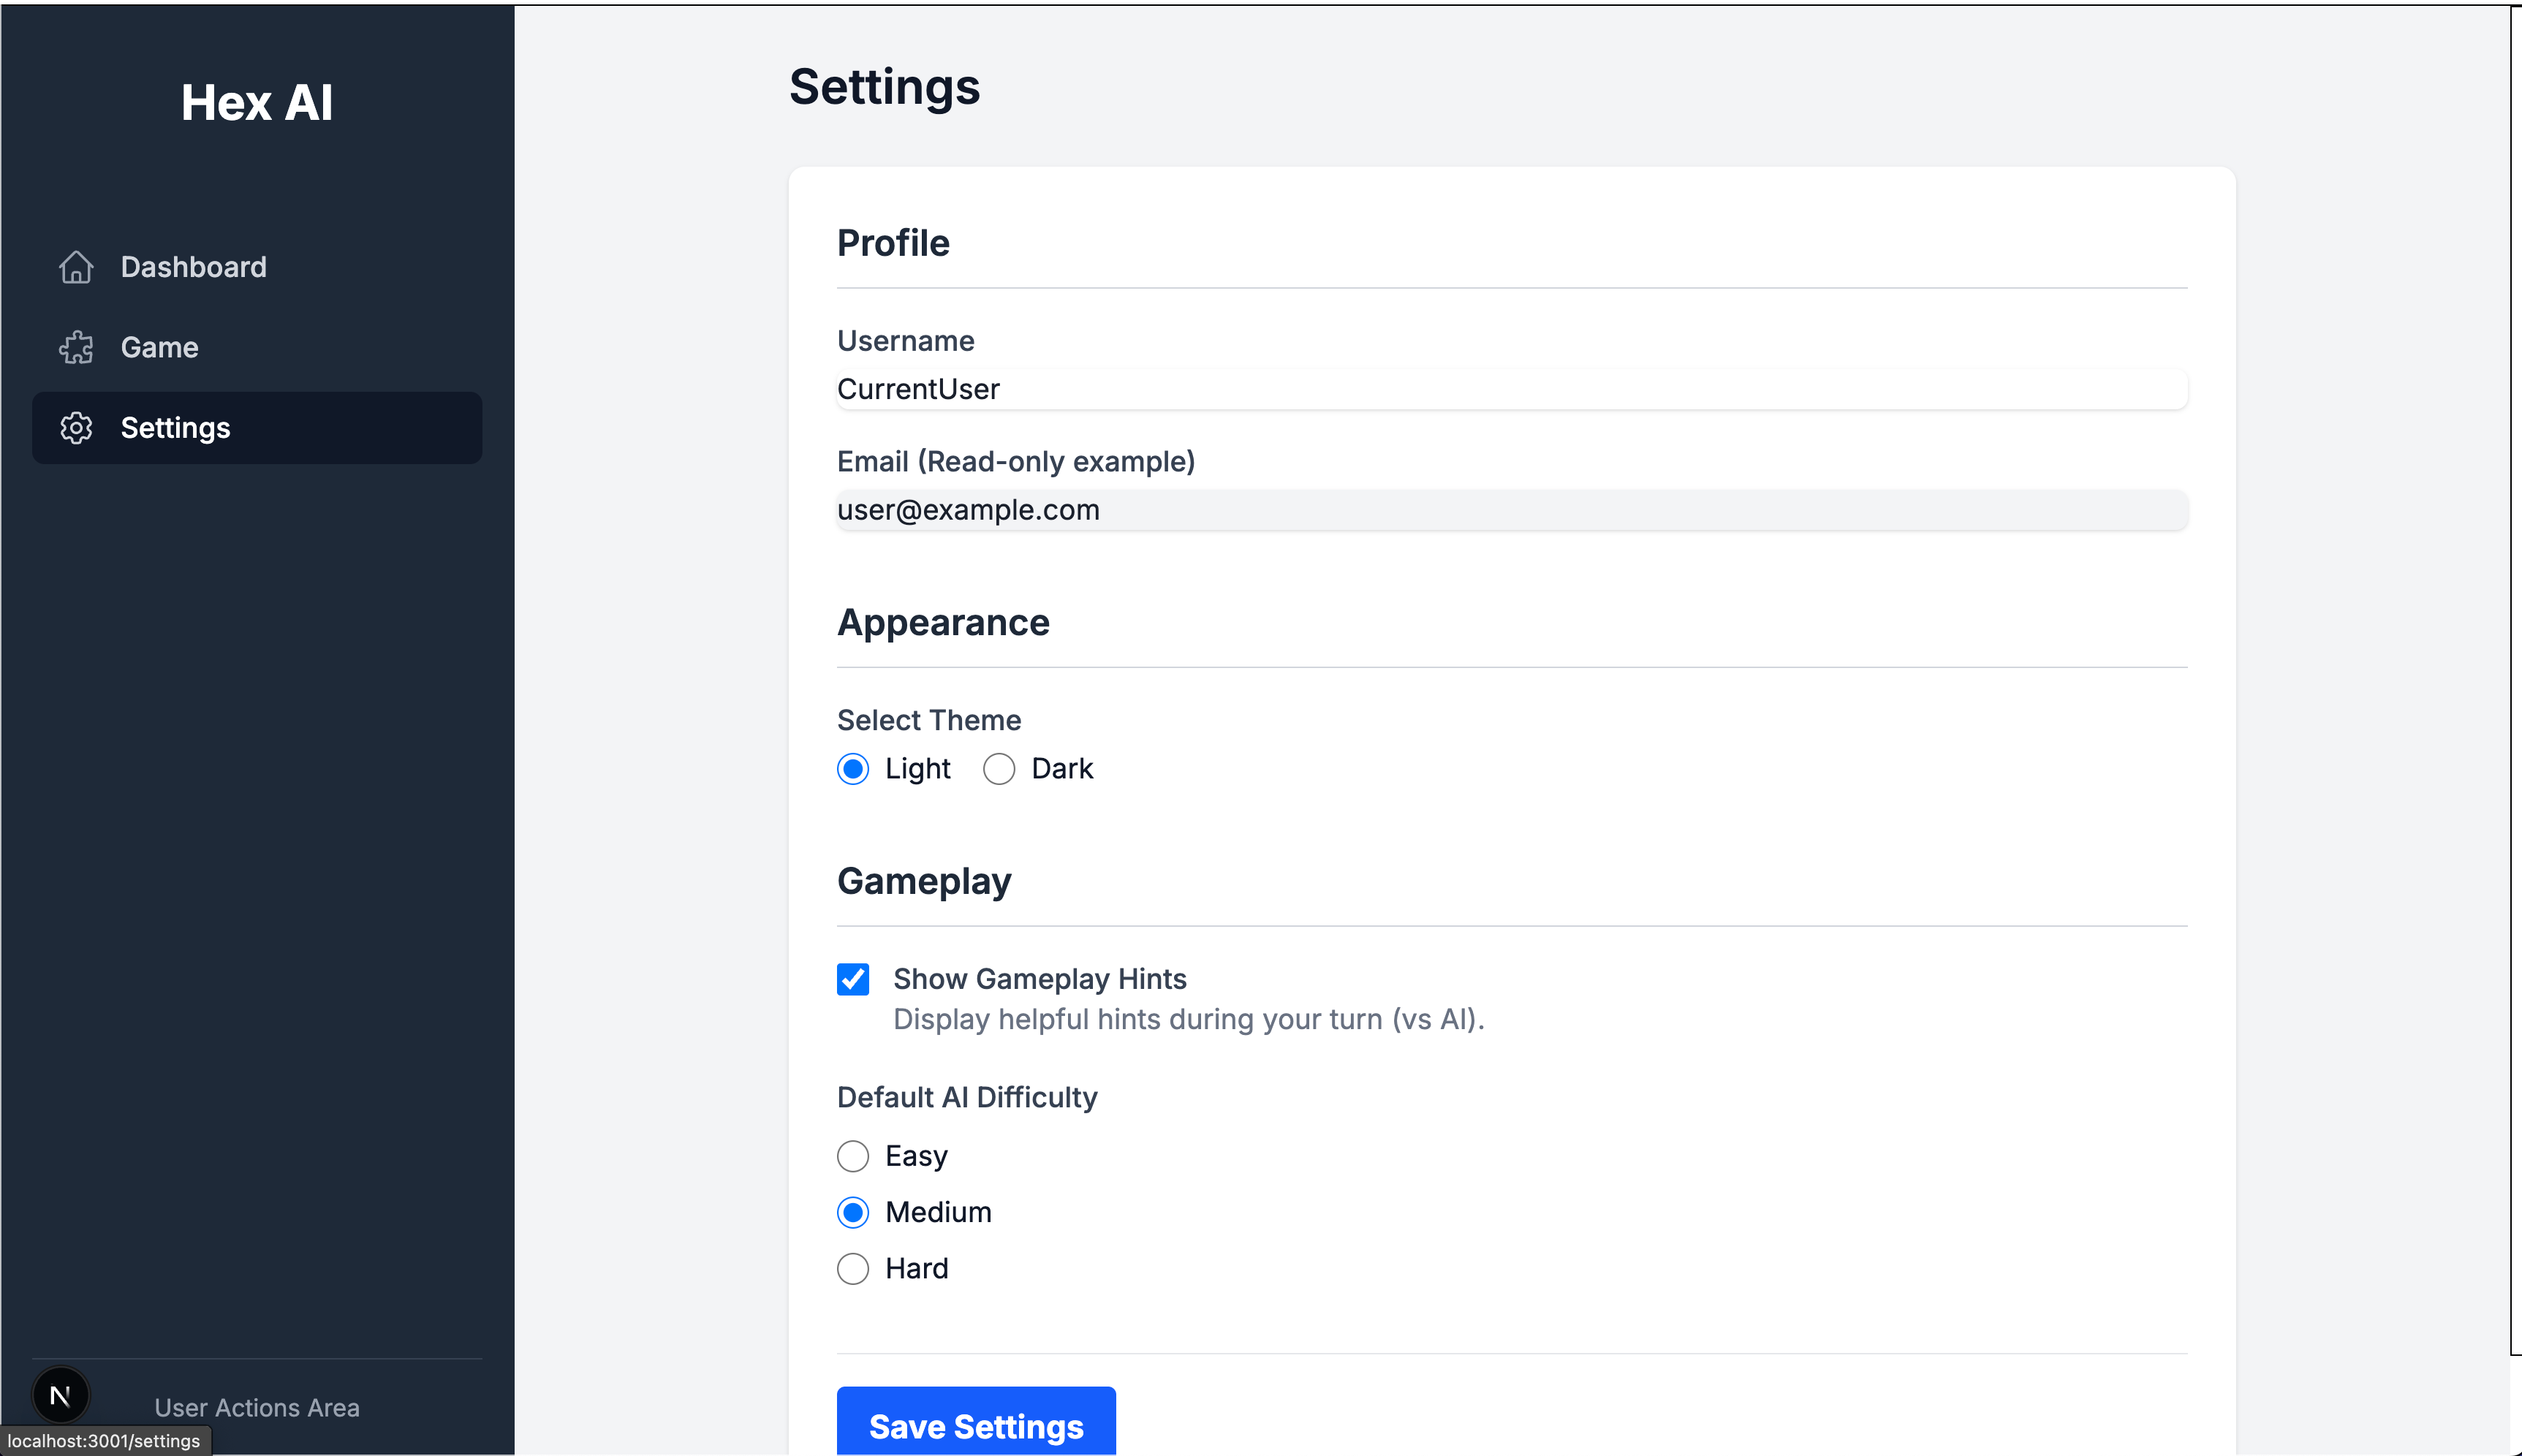 Hex AI
Dashboard
Game
Settings
User Actions Area
N
localhost:3001/settings
Settings
Profile
Username
CurrentUser
Email (Read-only example)
user@example.com
Appearance
Select Theme
Light Dark
Gameplay
Show Gameplay Hints
Display helpful hints during your turn (vs AI).
Default AI Difficulty
Easy
Medium
Hard
Save Settings